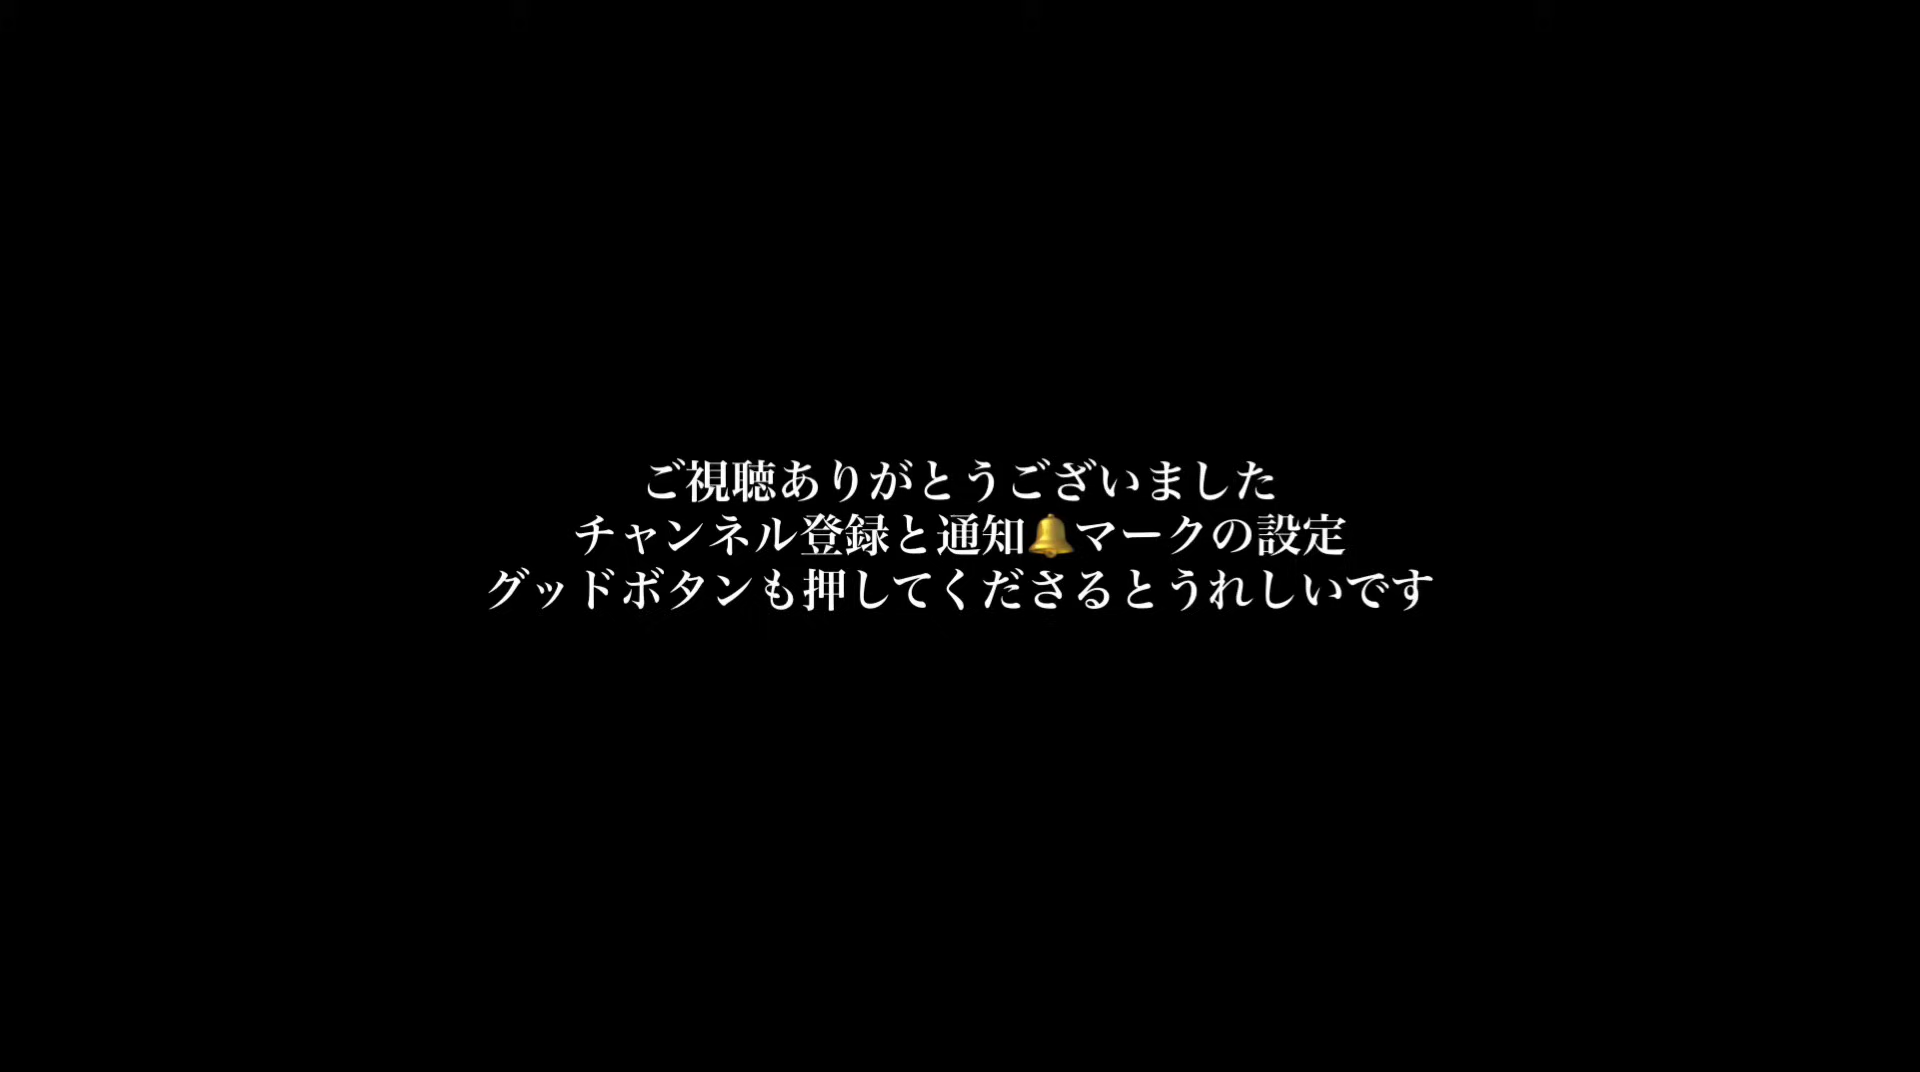 ご視聴ありがとうございました
チャンネル登録と通知🔔マークの設定
グッドボタンも押してくださるとうれしいです